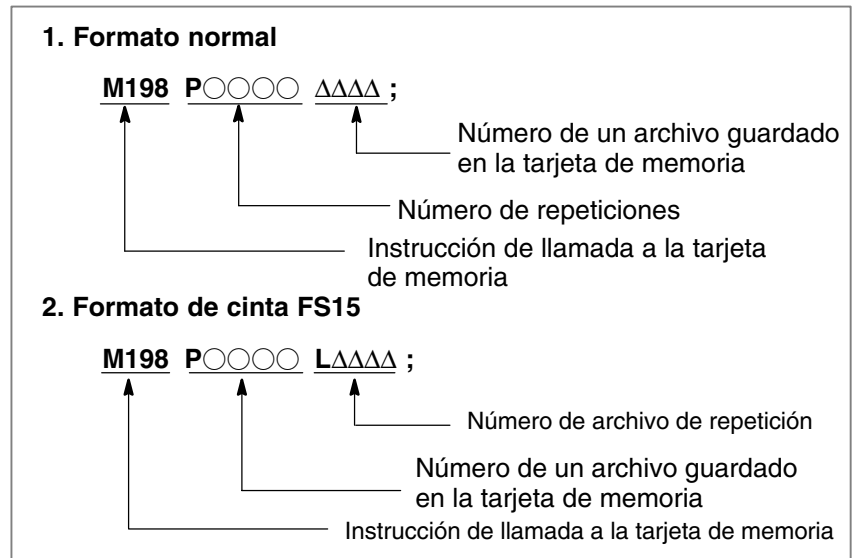 1. Formato normal
M198 P○○○○ ΔΔΔΔ ;
Número de un archivo guardado
en la tarjeta de memoria
Número de repeticiones
Instrucción de llamada a la tarjeta
de memoria
2. Formato de cinta FS15
M198 P○○○○ LΔΔΔΔ ;
Número de archivo de repetición
Número de un archivo guardado
en la tarjeta de memoria
Instrucción de llamada a la tarjeta de memoria